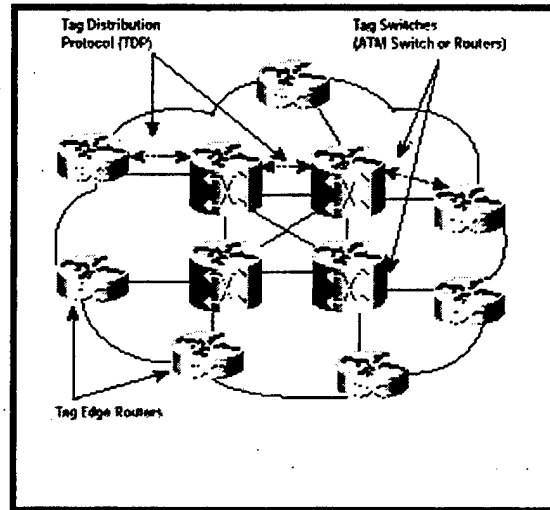 Tag Distribution
Protocol (TDP)
Tag Switches
(ATM Switch or Routers)
Tag Edge Routers